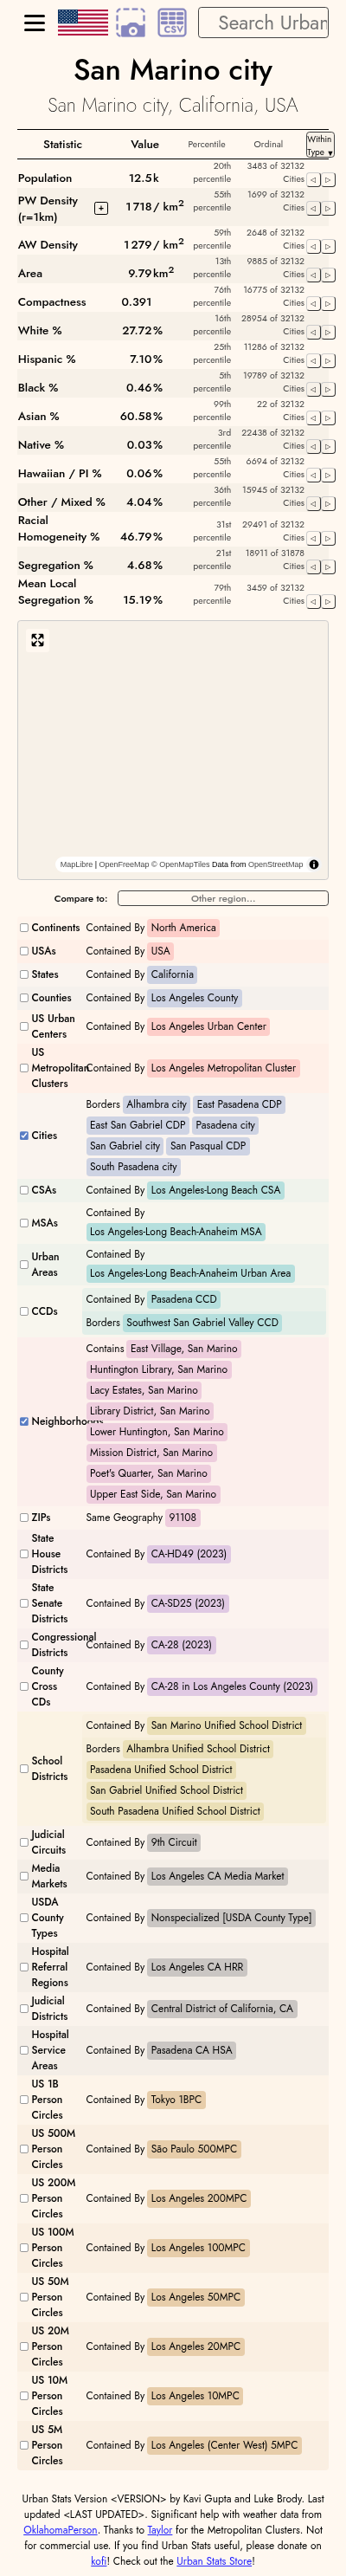 CSV
Search Urban
San Marino city
San Marino city, California, USA
Statistic Value Percentile Ordinal Within Type ▼
Population 12.5k 20th percentile 3483 of 32132 Cities ◁ ▷
PW Density (r=1km) + 1718/ km2 55th percentile 1699 of 32132 Cities ◁ ▷
AW Density 1279/ km2 59th percentile 2648 of 32132 Cities ◁ ▷
Area 9.79km2 13th percentile 9885 of 32132 Cities ◁ ▷
Compactness 0.391 76th percentile 16775 of 32132 Cities ◁ ▷
White % 27.72% 16th percentile 28954 of 32132 Cities ◁ ▷
Hispanic % 7.10% 25th percentile 11286 of 32132 Cities ◁ ▷
Black % 0.46% 5th percentile 19789 of 32132 Cities ◁ ▷
Asian % 60.58% 99th percentile 22 of 32132 Cities ◁ ▷
Native % 0.03% 3rd percentile 22438 of 32132 Cities ◁ ▷
Hawaiian / PI % 0.06% 55th percentile 6694 of 32132 Cities ◁ ▷
Other / Mixed % 4.04% 36th percentile 15945 of 32132 Cities ◁ ▷
Racial Homogeneity % 46.79% 31st percentile 29491 of 32132 Cities ◁ ▷
Segregation % 4.68% 21st percentile 18911 of 31878 Cities ◁ ▷
Mean Local Segregation % 15.19% 79th percentile 3459 of 32132 Cities ◁ ▷
MapLibre | OpenFreeMap © OpenMapTiles Data from OpenStreetMap
Compare to: Other region...
Continents Contained By North America
USAs Contained By USA
States Contained By California
Counties Contained By Los Angeles County
US Urban Centers Contained By Los Angeles Urban Center
US Metropolitan Clusters Contained By Los Angeles Metropolitan Cluster
Cities Borders Alhambra city East Pasadena CDP
East San Gabriel CDP Pasadena city
San Gabriel city San Pasqual CDP
South Pasadena city
CSAs Contained By Los Angeles-Long Beach CSA
MSAs Contained By
Los Angeles-Long Beach-Anaheim MSA
Urban Areas Contained By
Los Angeles-Long Beach-Anaheim Urban Area
CCDs Contained By Pasadena CCD
Borders Southwest San Gabriel Valley CCD
Neighborhoods Contains East Village, San Marino
Huntington Library, San Marino
Lacy Estates, San Marino
Library District, San Marino
Lower Huntington, San Marino
Mission District, San Marino
Poet's Quarter, San Marino
Upper East Side, San Marino
ZIPs Same Geography 91108
State House Districts Contained By CA-HD49 (2023)
State Senate Districts Contained By CA-SD25 (2023)
Congressional Districts Contained By CA-28 (2023)
County Cross CDs Contained By CA-28 in Los Angeles County (2023)
School Districts Contained By San Marino Unified School District
Borders Alhambra Unified School District
Pasadena Unified School District
San Gabriel Unified School District
South Pasadena Unified School District
Judicial Circuits Contained By 9th Circuit
Media Markets Contained By Los Angeles CA Media Market
USDA County Types Contained By Nonspecialized [USDA County Type]
Hospital Referral Regions Contained By Los Angeles CA HRR
Judicial Districts Contained By Central District of California, CA
Hospital Service Areas Contained By Pasadena CA HSA
US 1B Person Circles Contained By Tokyo 1BPC
US 500M Person Circles Contained By São Paulo 500MPC
US 200M Person Circles Contained By Los Angeles 200MPC
US 100M Person Circles Contained By Los Angeles 100MPC
US 50M Person Circles Contained By Los Angeles 50MPC
US 20M Person Circles Contained By Los Angeles 20MPC
US 10M Person Circles Contained By Los Angeles 10MPC
US 5M Person Circles Contained By Los Angeles (Center West) 5MPC
Urban Stats Version <VERSION> by Kavi Gupta and Luke Brody. Last
updated <LAST UPDATED>. Significant help with weather data from
OklahomaPerson. Thanks to Taylor for the Metropolitan Clusters. Not
for commercial use. If you find Urban Stats useful, please donate on
kofi! Check out the Urban Stats Store!